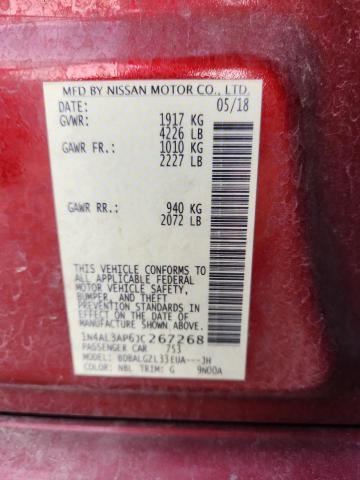 MFD BY NISSAN MOTOR CO., LTD.
DATE: 05/18
GVWR: 1917 KG
4226 LB
GAWR FR.: 1010 KG
2227 LB
GAWR RR.: 940 KG
2072 LB
THIS VEHICLE CONFORMS TO
ALL APPLICABLE FEDERAL
MOTOR VEHICLE SAFETY,
BUMPER, AND THEFT
PREVENTION STANDARDS IN
EFFECT ON THE DATE OF
MANUFACTURE SHOWN ABOVE.
1N4AL3AP6JC267268
PASSENGER CAR 753
MODEL: BDBALGZL33EUA---JH
COLOR: NBL TRIM: G 9N00A